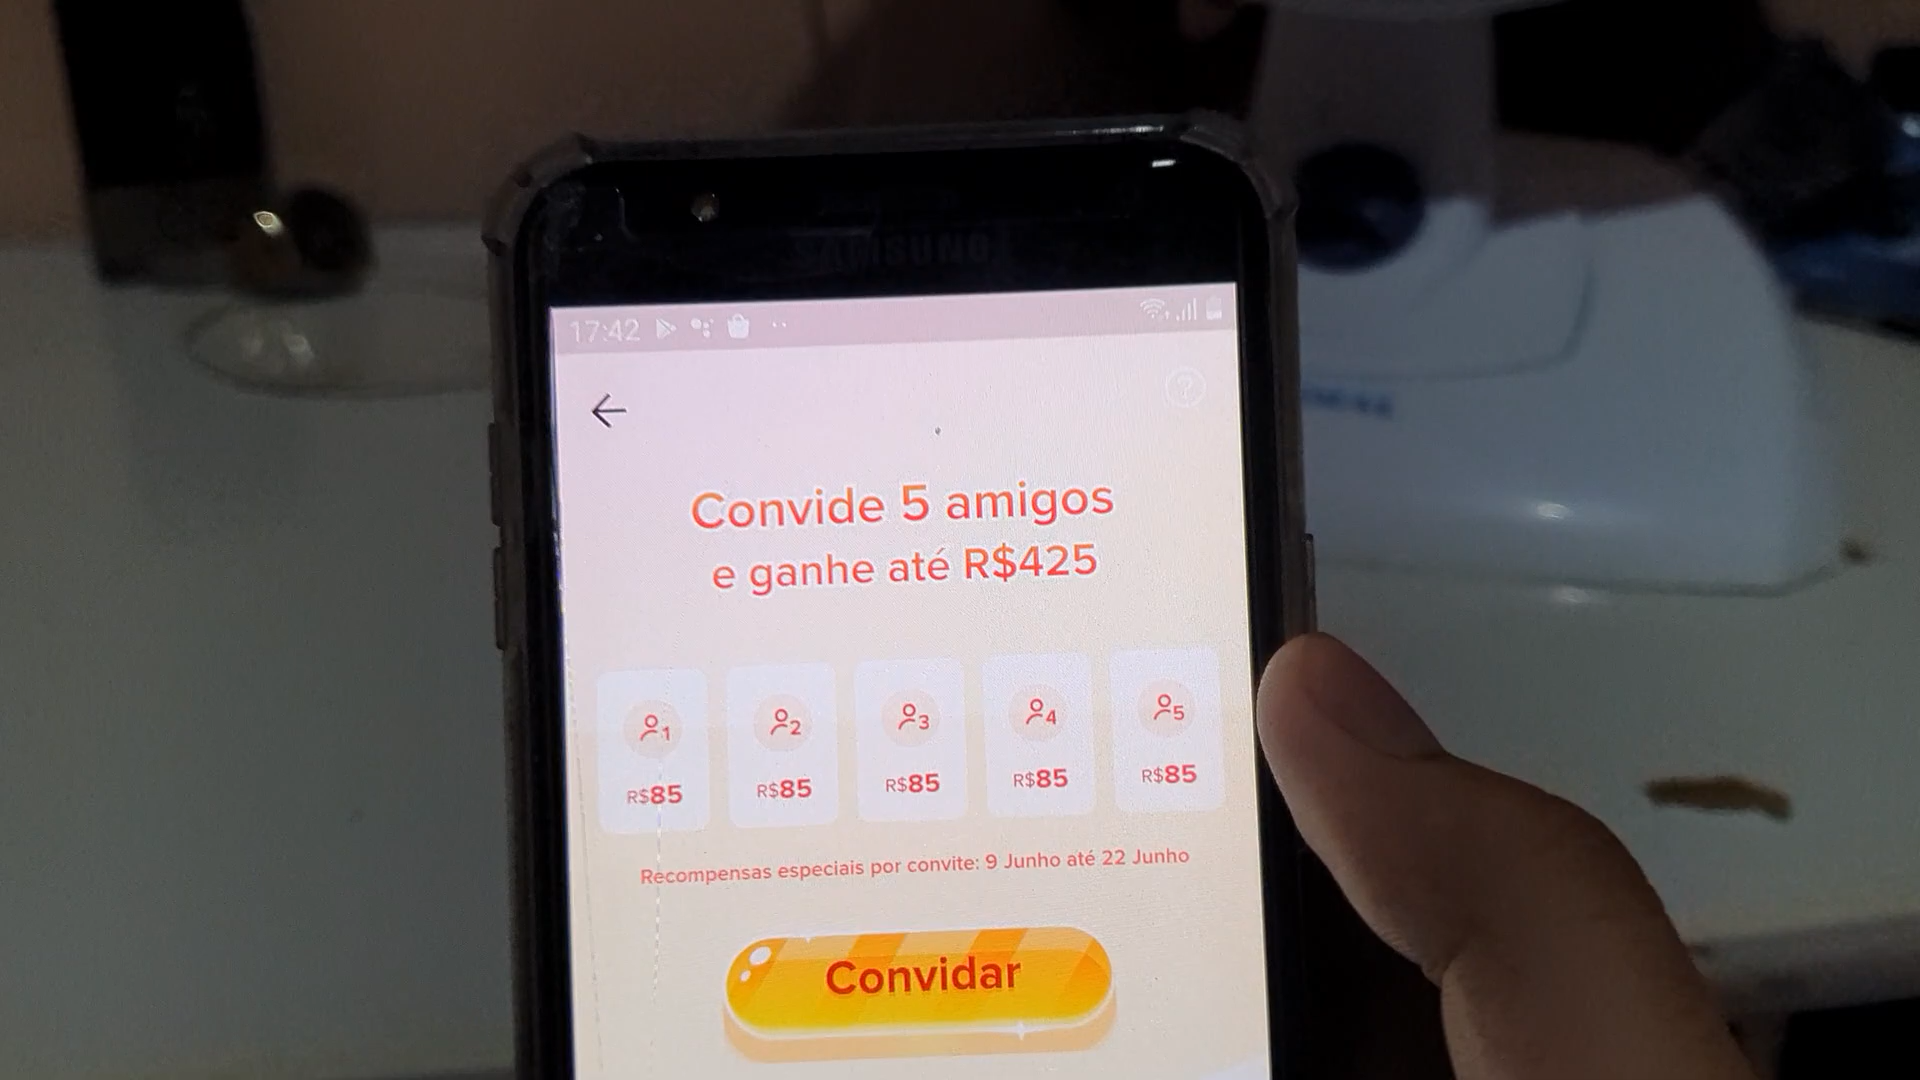 SAMSUNG
17:42
?
Convide 5 amigos
e ganhe até R$425
1 2 3 4 5
R$85 R$85 R$85 R$85 R$85
Recompensas especiais por convite: 9 Junho até 22 Junho
Convidar